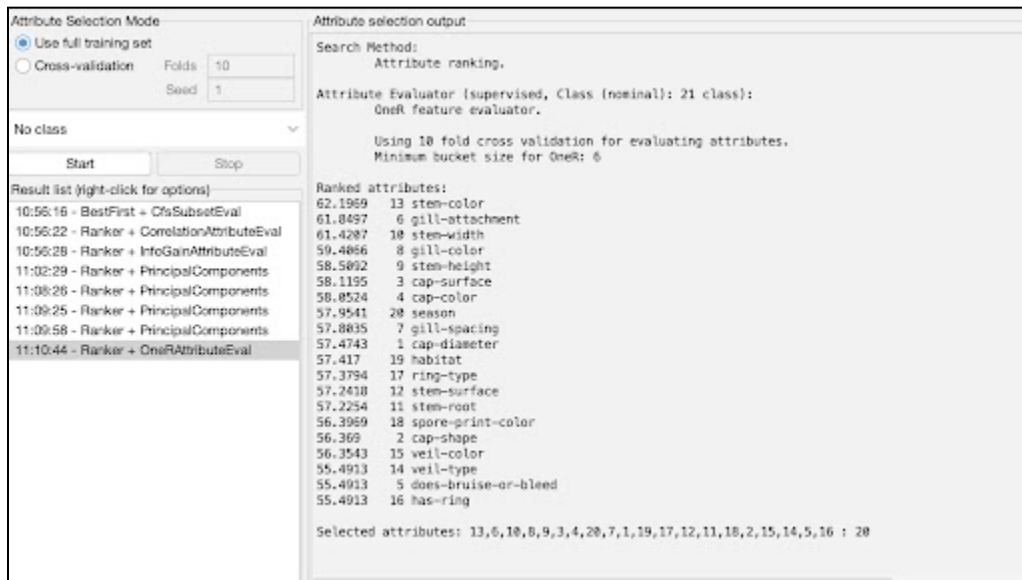 Attribute Selection Mode
Use full training set
Cross-validation Folds 10
Seed 1
No class
Start Stop
Result list (right-click for options)
10:56:16 - BestFirst + CfsSubsetEval
10:56:22 - Ranker + CorrelationAttributeEval
10:56:28 - Ranker + InfoGainAttributeEval
11:02:29 - Ranker + PrincipalComponents
11:08:26 - Ranker + PrincipalComponents
11:09:25 - Ranker + PrincipalComponents
11:09:58 - Ranker + PrincipalComponents
11:10:44 - Ranker + OneRAttributeEval
Attribute selection output
Search Method:
Attribute ranking.
Attribute Evaluator (supervised, Class (nominal): 21 class):
OneR feature evaluator.
Using 10 fold cross validation for evaluating attributes.
Minimum bucket size for OneR: 6
Ranked attributes:
62.1969 13 stem-color
61.8497 6 gill-attachment
61.4207 10 stem-width
59.4066 8 gill-color
58.5092 9 stem-height
58.1195 3 cap-surface
58.0524 4 cap-color
57.9541 20 season
57.8035 7 gill-spacing
57.4743 1 cap-diameter
57.417 19 habitat
57.3794 17 ring-type
57.2418 12 stem-surface
57.2254 11 stem-root
56.3969 18 spore-print-color
56.369 2 cap-shape
56.3543 15 veil-color
55.4913 14 veil-type
55.4913 5 does-bruise-or-bleed
55.4913 16 has-ring
Selected attributes: 13,6,10,8,9,3,4,20,7,1,19,17,12,11,18,2,15,14,5,16 : 20